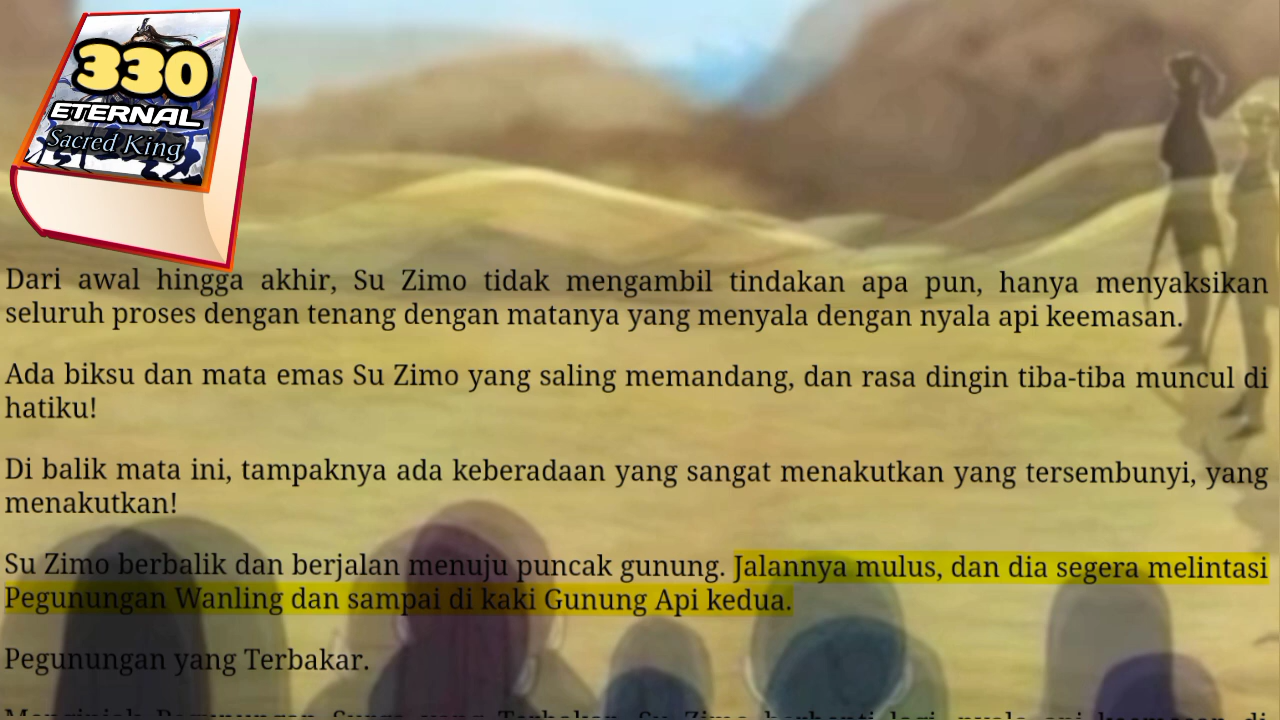 330
ETERNAL
Sacred King
Dari awal hingga akhir, Su Zimo tidak mengambil tindakan apa pun, hanya menyaksikan
seluruh proses dengan tenang dengan matanya yang menyala dengan nyala api keemasan.
Ada biksu dan mata emas Su Zimo yang saling memandang, dan rasa dingin tiba-tiba muncul di
hatiku!
Di balik mata ini, tampaknya ada keberadaan yang sangat menakutkan yang tersembunyi, yang
menakutkan!
Su Zimo berbalik dan berjalan menuju puncak gunung. Jalannya mulus, dan dia segera melintasi
Pegunungan Wanling dan sampai di kaki Gunung Api kedua.
Pegunungan yang Terbakar.